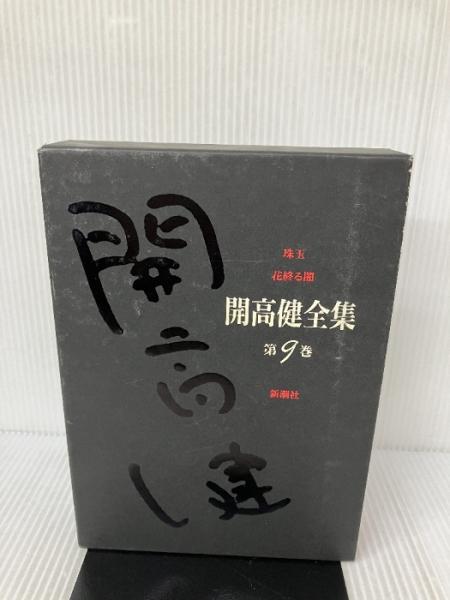 珠玉
花終る闇
開高健全集
第9巻
新潮社
開高健